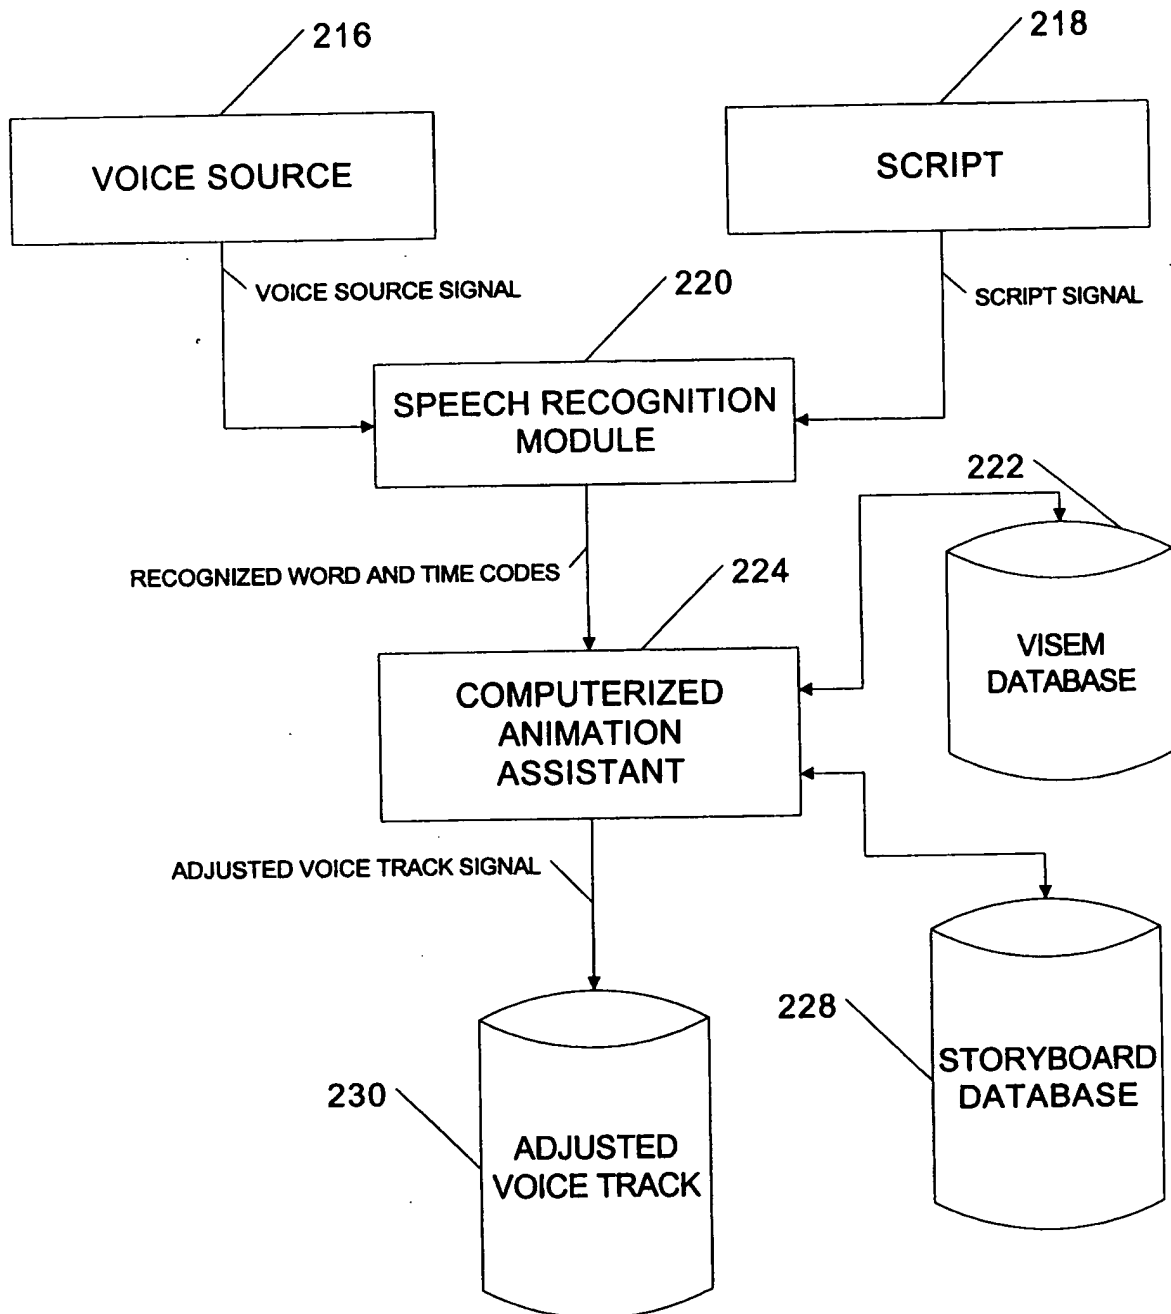 216
218
VOICE SOURCE
SCRIPT
VOICE SOURCE SIGNAL
220
SCRIPT SIGNAL
SPEECH RECOGNITION
MODULE
222
RECOGNIZED WORD AND TIME CODES
224
VISEM
DATABASE
COMPUTERIZED
ANIMATION
ASSISTANT
ADJUSTED VOICE TRACK SIGNAL
228
STORYBOARD
DATABASE
230
ADJUSTED
VOICE TRACK